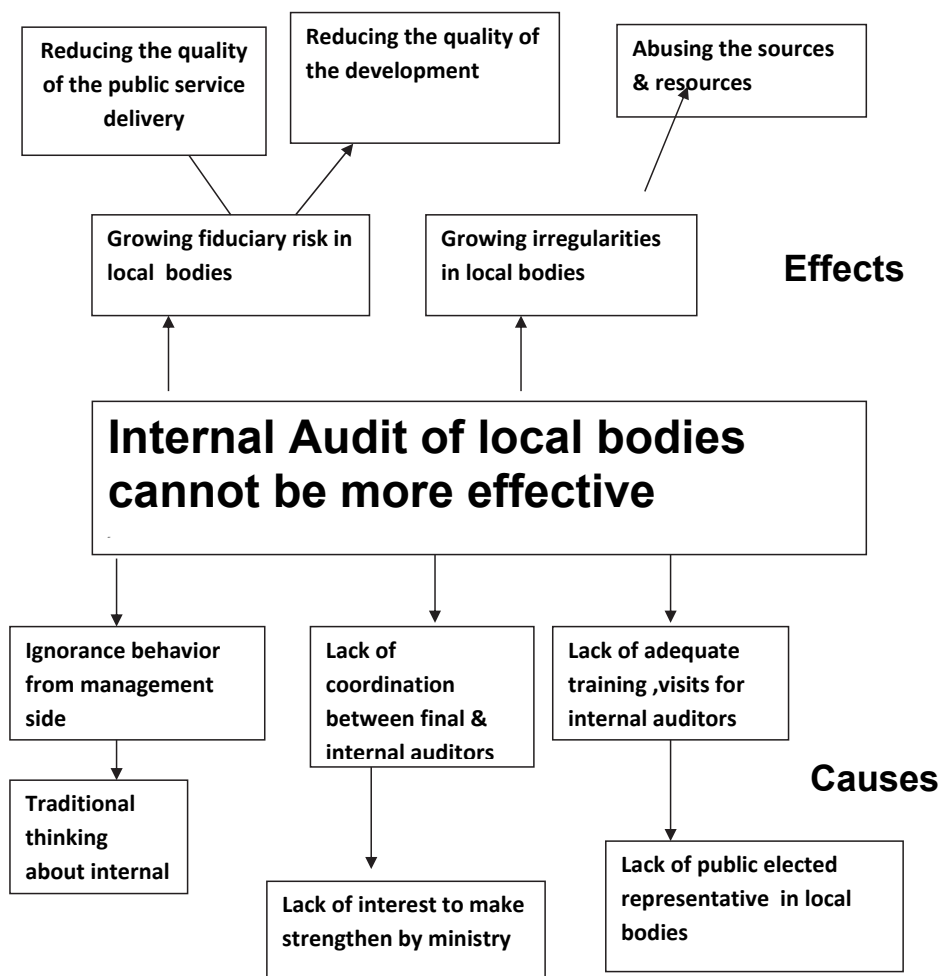 Reducing the quality
of the public service
delivery
Reducing the quality of
the development
Abusing the sources
& resources
Growing fiduciary risk in
local bodies
Growing irregularities
in local bodies
Effects
Internal Audit of local bodies
cannot be more effective
.
Ignorance behavior
from management
side
Lack of
coordination
between final &
internal auditors
Lack of adequate
training ,visits for
internal auditors
Causes
Traditional
thinking
about internal
Lack of interest to make
strengthen by ministry
Lack of public elected
representative in local
bodies